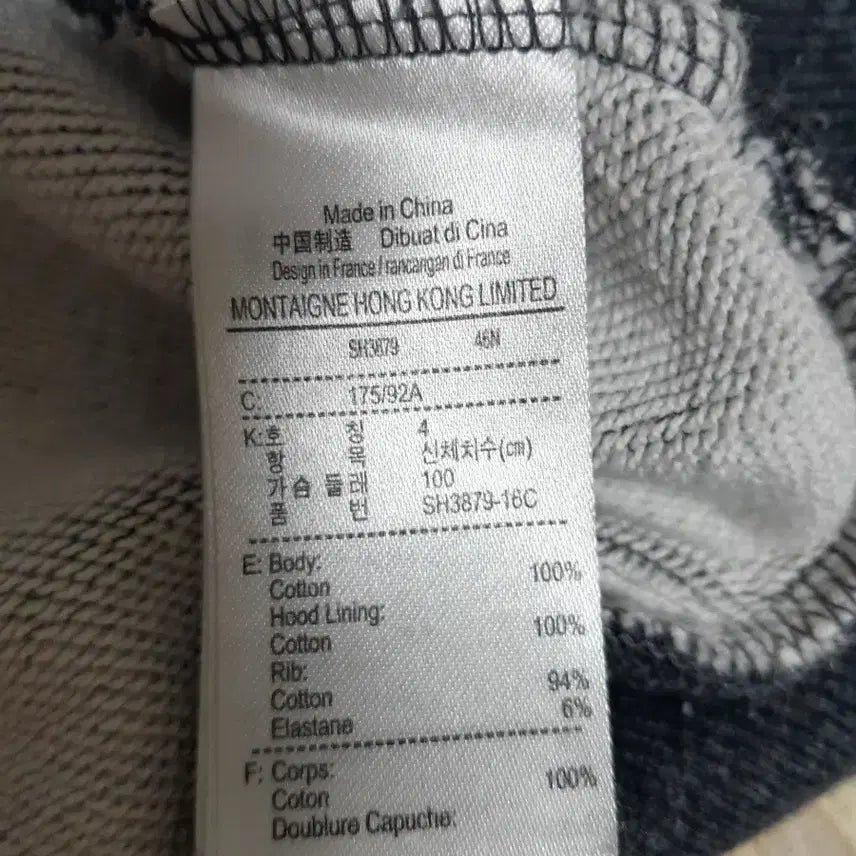 Made in China
中国制造 Dibuat di Cina
Design in France / rancangan di France
MONTAIGNE HONG KONG LIMITED
SH3879 46N
C: 175/92A
K:호 칭 4
항 목 신체치수(cm)
가슴 둘레 100
품 번 SH3879-16C
E: Body:
Cotton 100%
Hood Lining:
Cotton 100%
Rib:
Cotton 94%
Elastane 6%
F: Corps:
Coton 100%
Doublure Capuche: